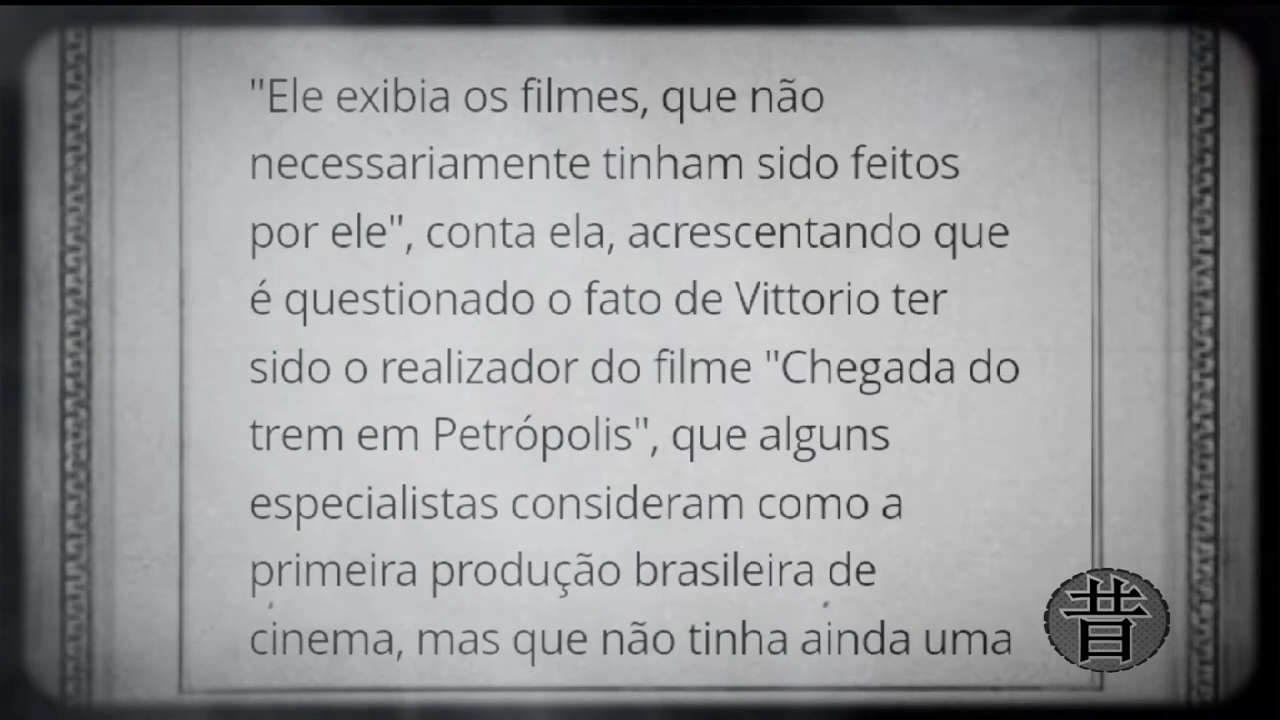 "Ele exibia os filmes, que não
necessariamente tinham sido feitos
por ele", conta ela, acrescentando que
é questionado o fato de Vittorio ter
sido o realizador do filme "Chegada do
trem em Petrópolis", que alguns
especialistas consideram como a
primeira produção brasileira de
cinema, mas que não tinha ainda uma
昔